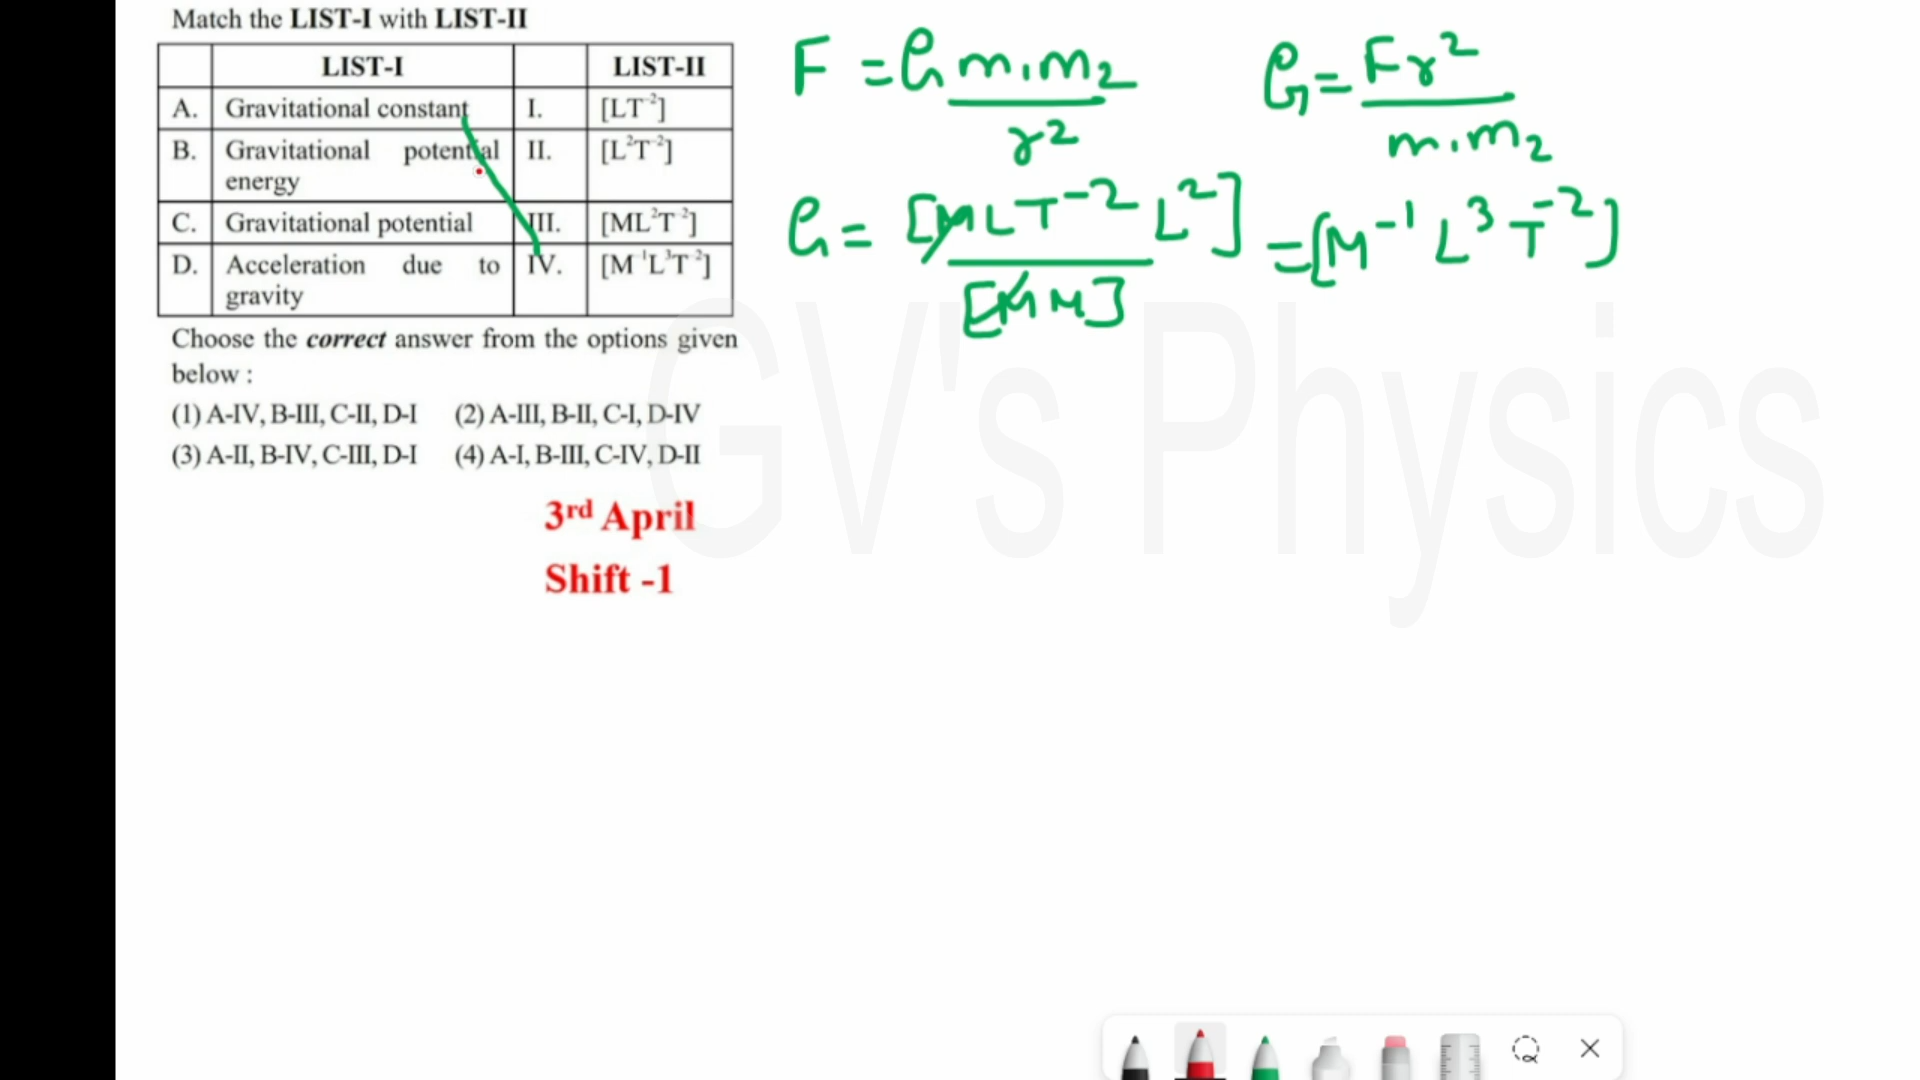 Match the LIST-I with LIST-II
LIST-I LIST-II
A. Gravitational constant I. [LT⁻²]
B. Gravitational potential energy II. [L²T⁻²]
C. Gravitational potential III. [ML²T⁻²]
D. Acceleration due to gravity IV. [M⁻¹L³T⁻²]
Choose the correct answer from the options given
below :
(1) A-IV, B-III, C-II, D-I (2) A-III, B-II, C-I, D-IV
(3) A-II, B-IV, C-III, D-I (4) A-I, B-III, C-IV, D-II
3rd April
Shift -1
F = G m₁m₂ / r²
G = Fr² / m₁m₂
G = [MLT⁻² L²] / [MM] = [M⁻¹ L³ T⁻²]
GV's Physics